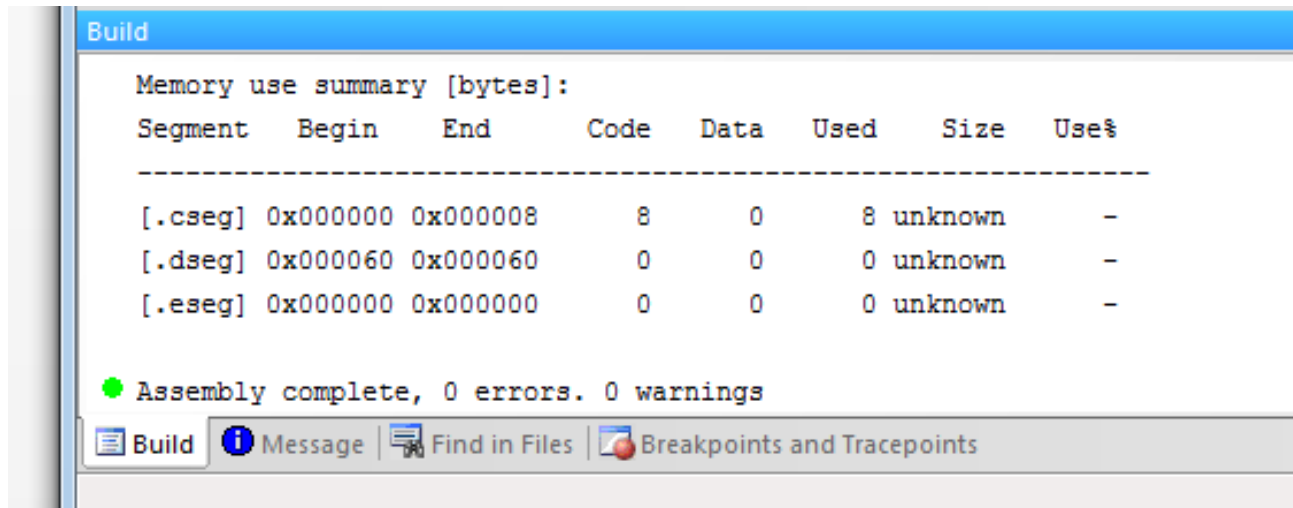 Build
Memory use summary [bytes]:
Segment   Begin    End      Code   Data   Used    Size   Use%
---------------------------------------------------------------
[.cseg] 0x000000 0x000008      8      0      8 unknown      -
[.dseg] 0x000060 0x000060      0      0      0 unknown      -
[.eseg] 0x000000 0x000000      0      0      0 unknown      -
Assembly complete, 0 errors. 0 warnings
Build Message Find in Files Breakpoints and Tracepoints